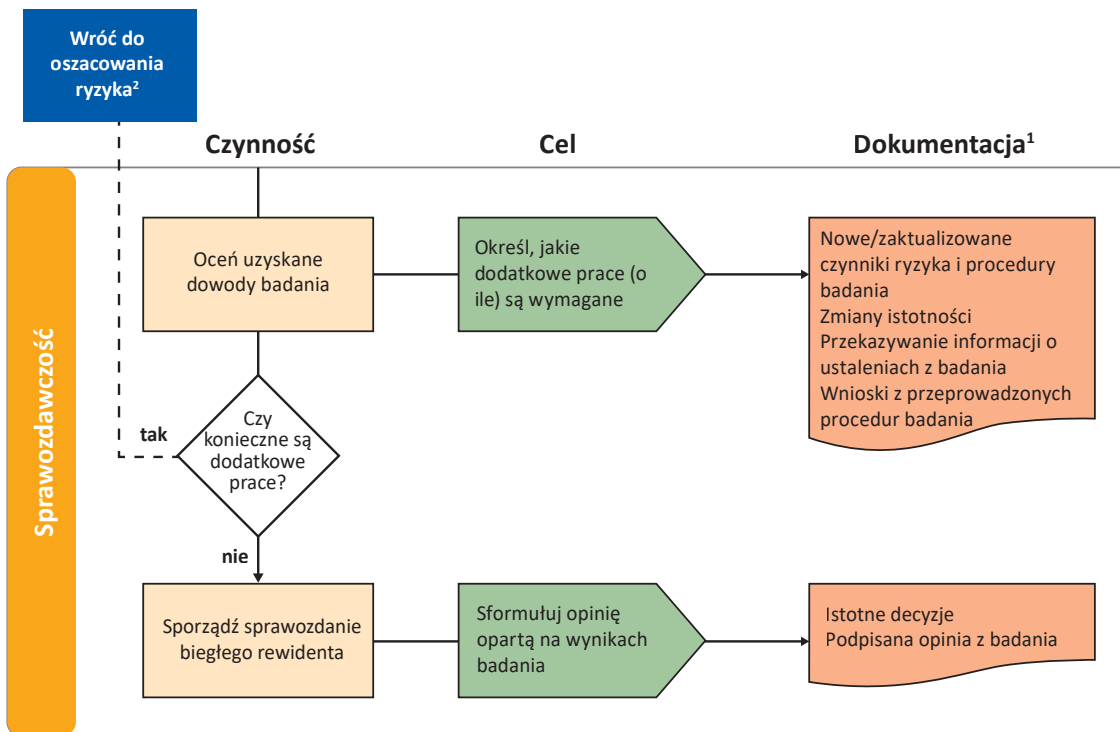 Wróć do
oszacowania
ryzyka²
Czynność
Cel
Dokumentacja¹
Sprawozdawczość
Oceń uzyskane
dowody badania
Określ, jakie
dodatkowe prace (o
ile) są wymagane
Nowe/zaktualizowane
czynniki ryzyka i procedury
badania
Zmiany istotności
Przekazywanie informacji o
ustaleniach z badania
Wnioski z przeprowadzonych
procedur badania
tak
Czy
konieczne są
dodatkowe
prace?
nie
Sporządź sprawozdanie
biegłego rewidenta
Sformułuj opinię
opartą na wynikach
badania
Istotne decyzje
Podpisana opinia z badania